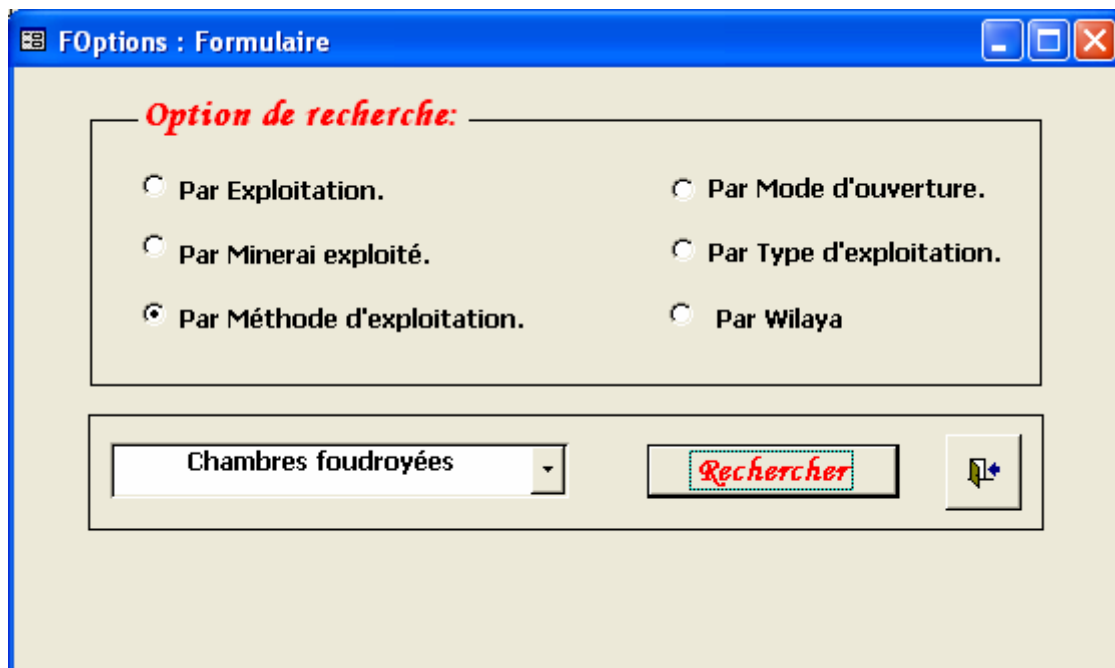 FOptions : Formulaire
Option de recherche:
Par Exploitation.
Par Mode d'ouverture.
Par Minerai exploité.
Par Type d'exploitation.
Par Méthode d'exploitation.
Par Wilaya
Chambres foudroyées
Rechercher